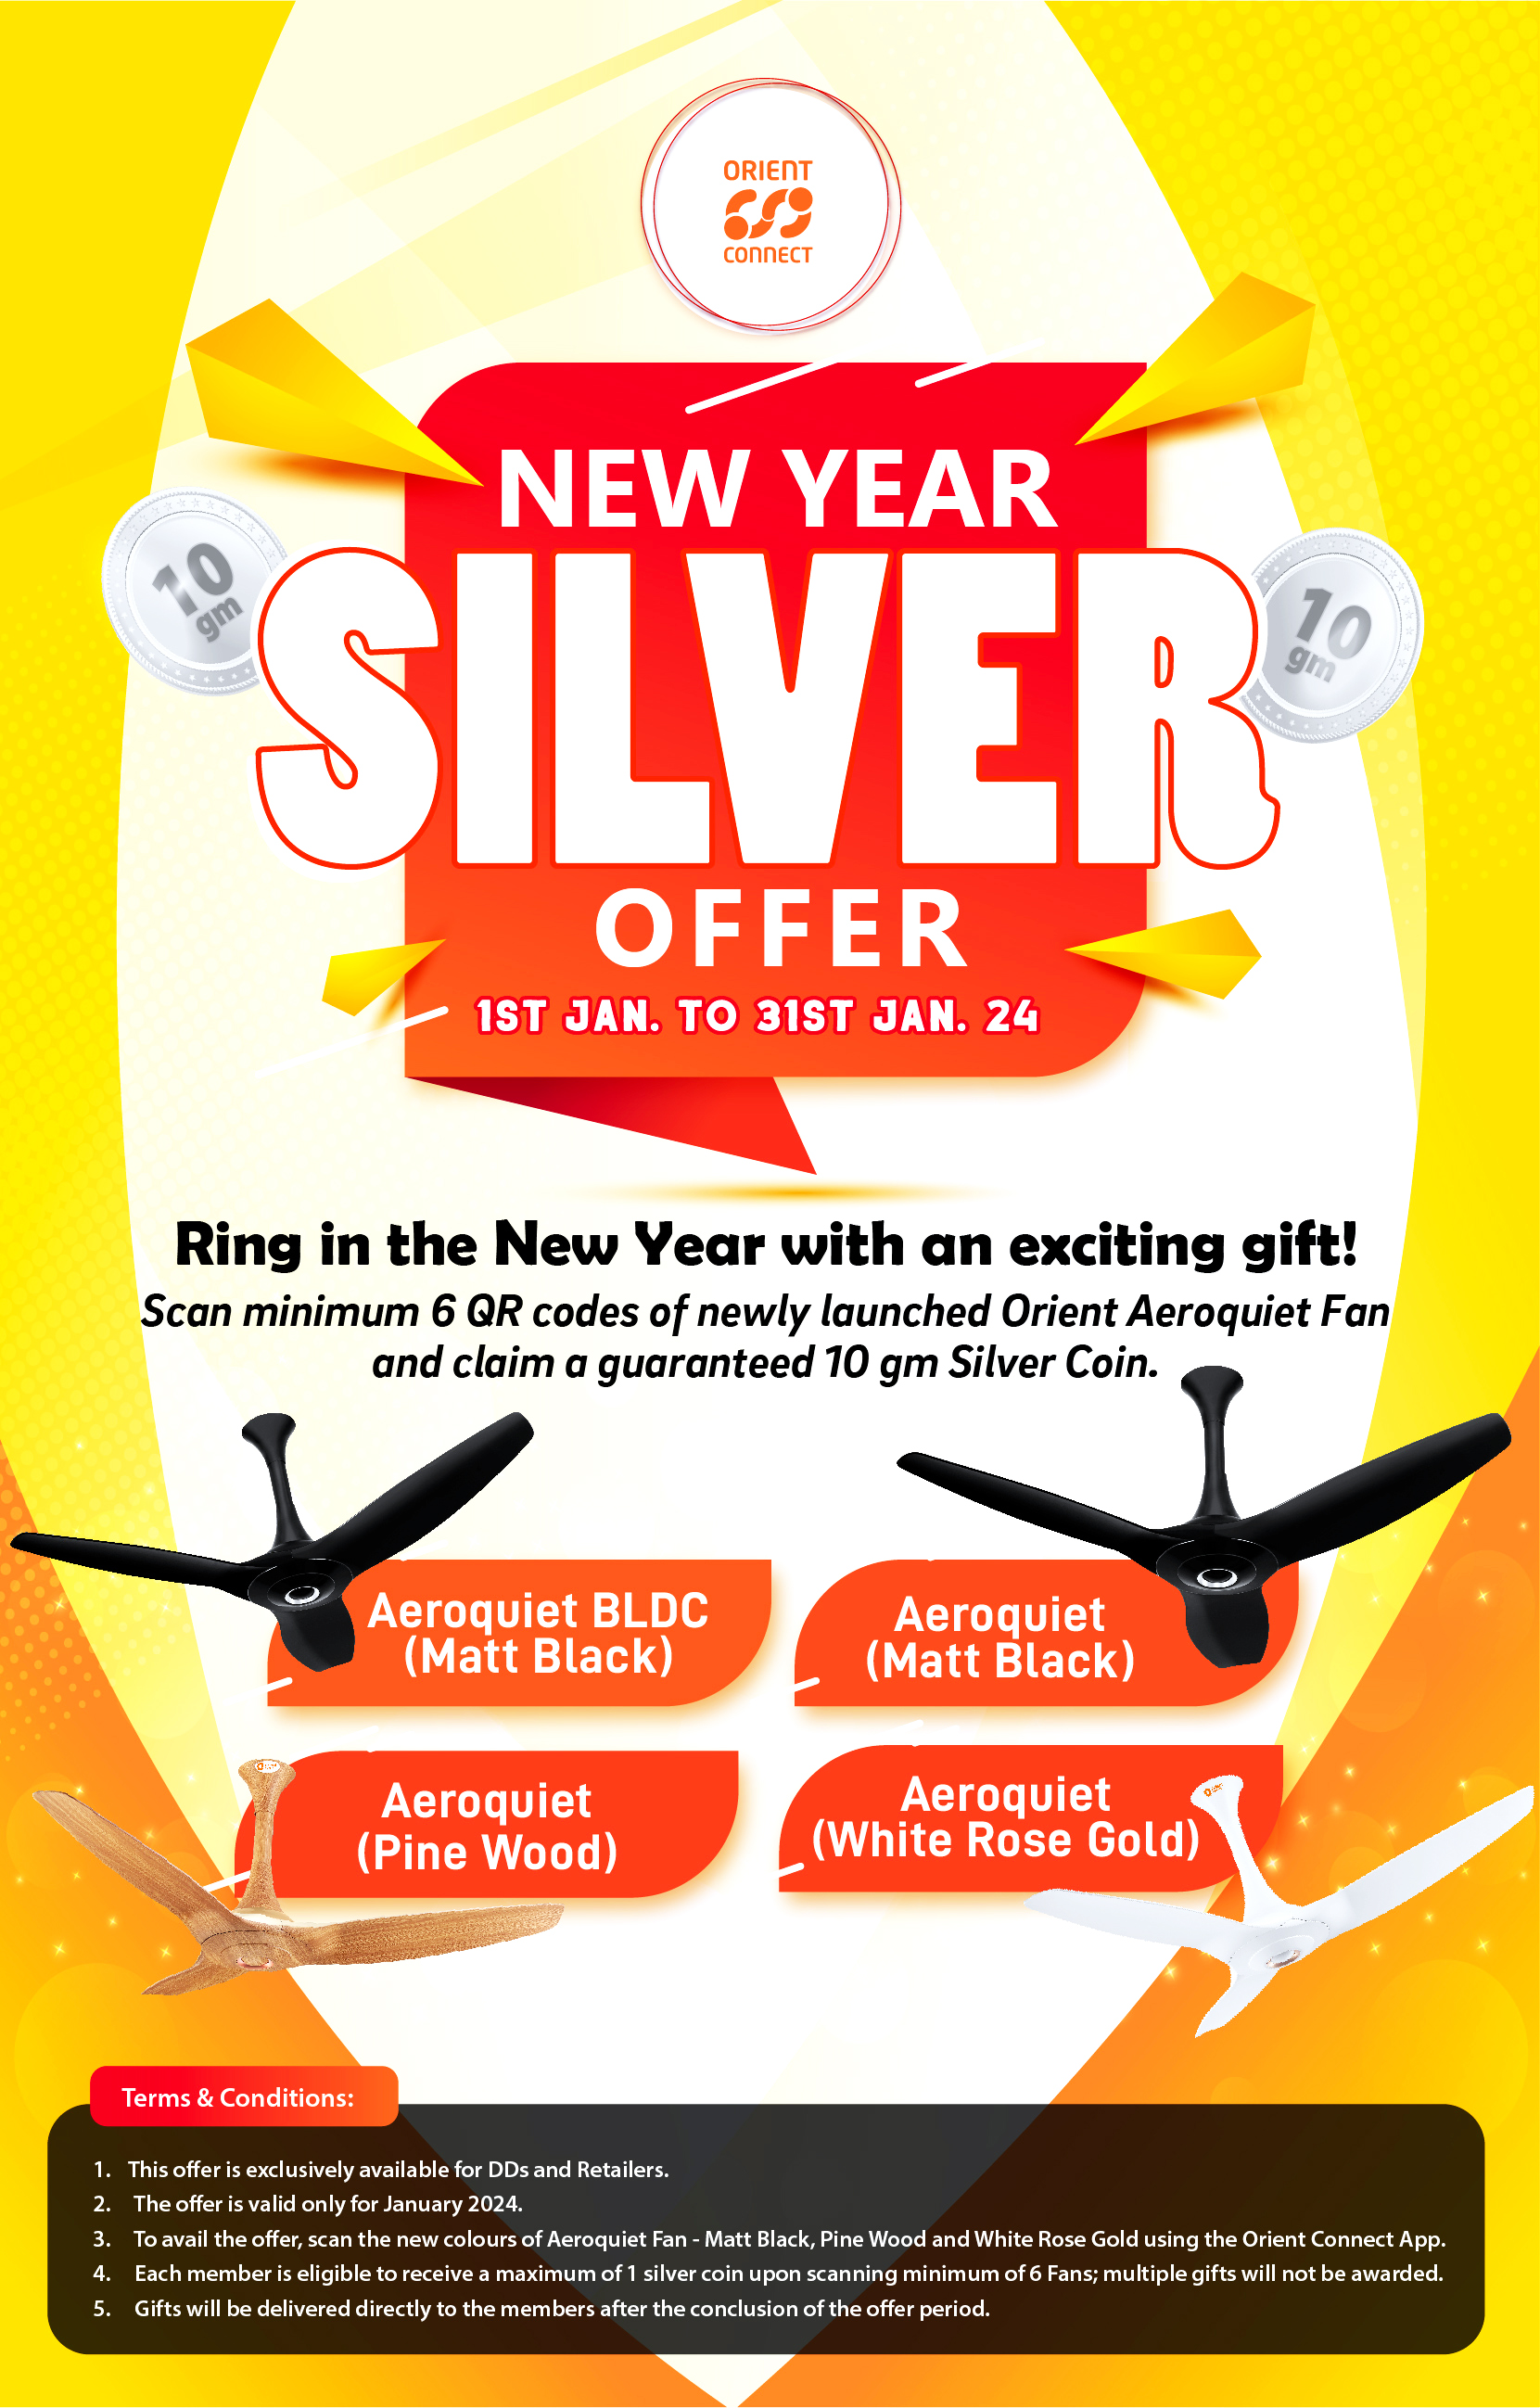 ORIENT
CONNECT
NEW YEAR
10
gm
10
gm
SILVER
OFFER
1ST JAN. TO 31ST JAN. 24
Ring in the New Year with an exciting gift!
Scan minimum 6 QR codes of newly launched Orient Aeroquiet Fan
and claim a guaranteed 10 gm Silver Coin.
Aeroquiet BLDC
(Matt Black)
Aeroquiet
(Matt Black)
Aeroquiet
(Pine Wood)
Aeroquiet
(White Rose Gold)
Terms & Conditions:
1. This offer is exclusively available for DDs and Retailers.
2. The offer is valid only for January 2024.
3. To avail the offer, scan the new colours of Aeroquiet Fan - Matt Black, Pine Wood and White Rose Gold using the Orient Connect App.
4. Each member is eligible to receive a maximum of 1 silver coin upon scanning minimum of 6 Fans; multiple gifts will not be awarded.
5. Gifts will be delivered directly to the members after the conclusion of the offer period.